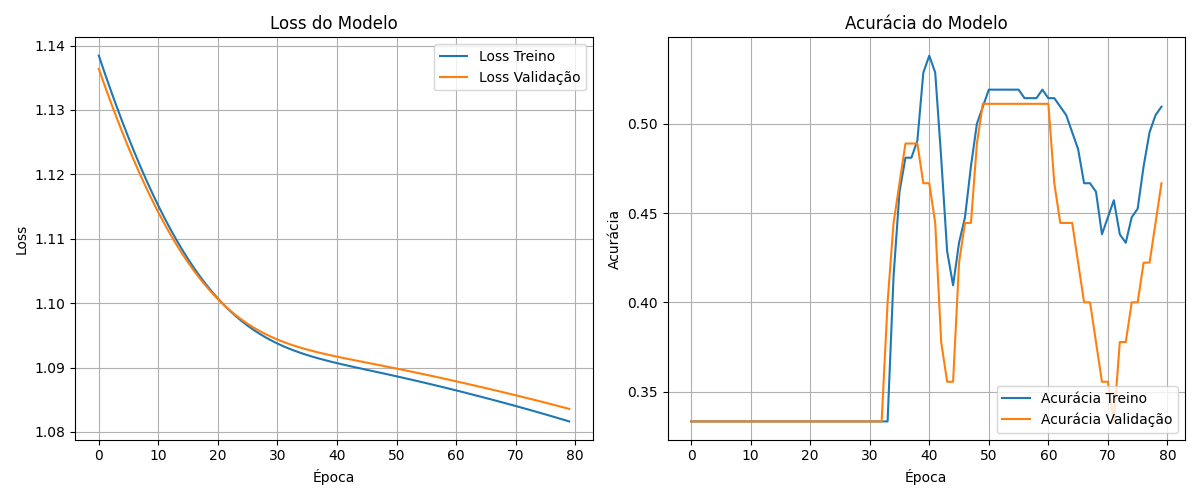 Loss do Modelo
1.14
1.13
1.12
1.11
1.10
1.09
1.08
Loss
Loss Treino
Loss Validação
0 10 20 30 40 50 60 70 80
Época
Acurácia do Modelo
0.50
0.45
0.40
0.35
Acurácia
Acurácia Treino
Acurácia Validação
0 10 20 30 40 50 60 70 80
Época